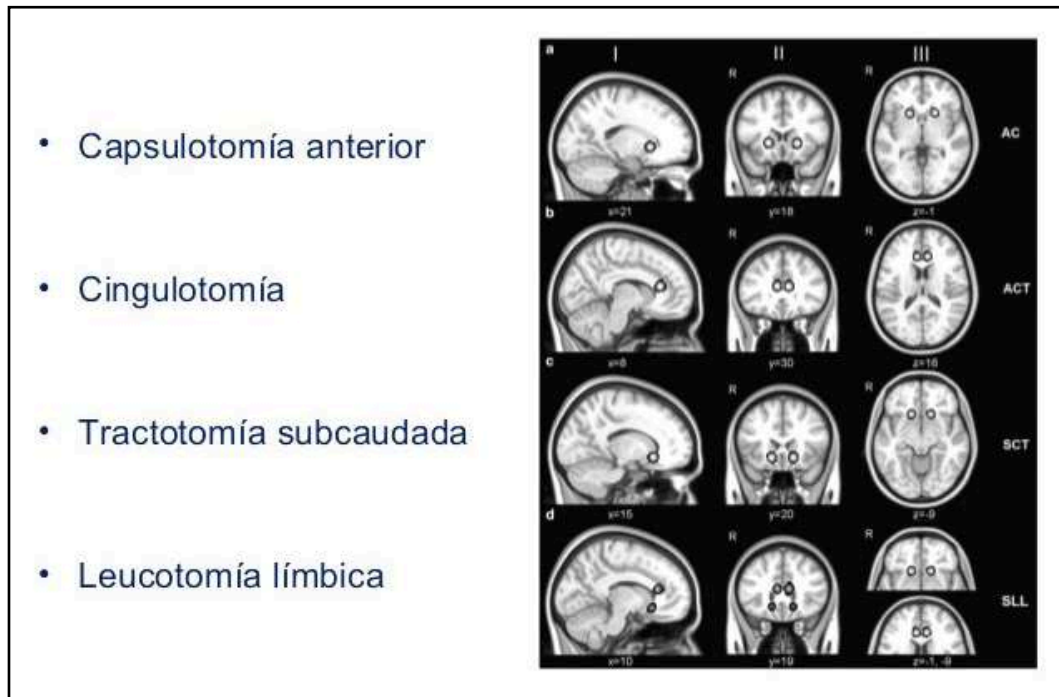 • Capsulotomía anterior
• Cingulotomía
• Tractotomía subcaudada
• Leucotomía límbica
a I II III
R R AC
x=21 y=18 z=-1
b
R R ACT
x=8 y=30 z=16
c
R R SCT
x=15 y=20 z=-9
d
R R SLL
x=10 y=19 z=-1, -9